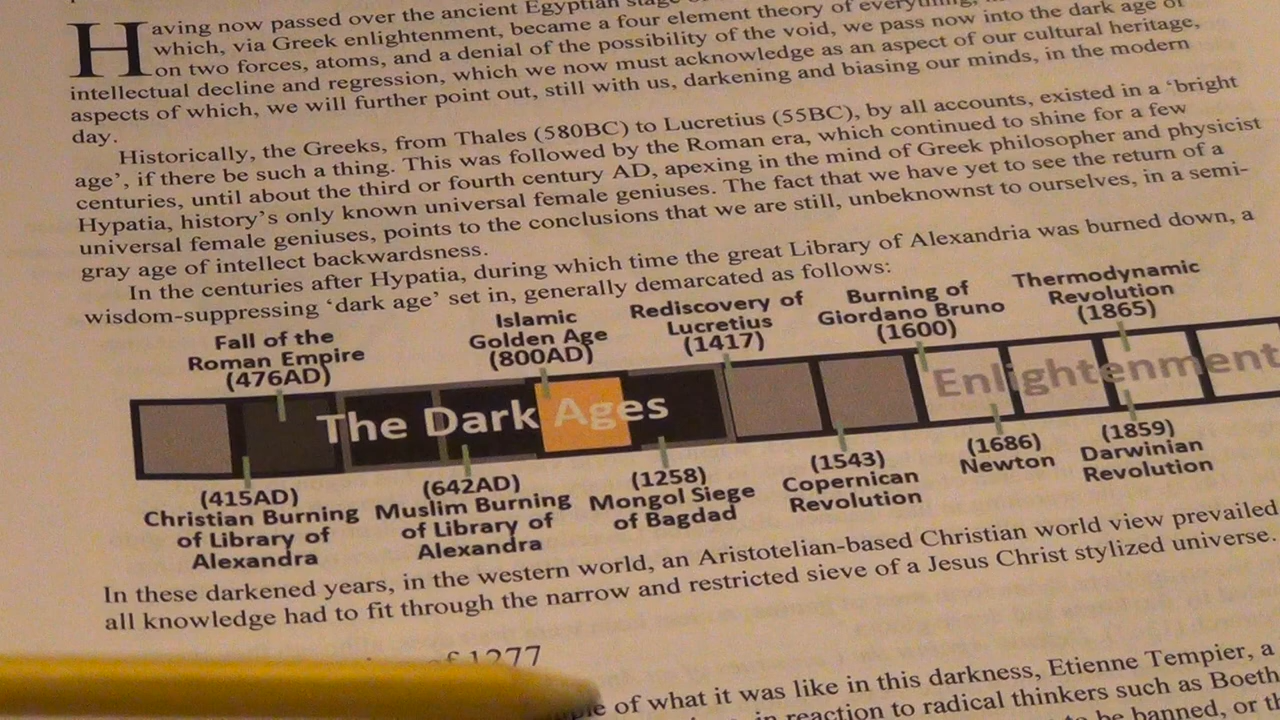 Having now passed over the ancient Egyptian stage
which, via Greek enlightenment, became a four element theory of everything,
on two forces, atoms, and a denial of the possibility of the void, we pass now into the dark age of
intellectual decline and regression, which we now must acknowledge as an aspect of our cultural heritage,
aspects of which, we will further point out, still with us, darkening and biasing our minds, in the modern
day.
Historically, the Greeks, from Thales (580BC) to Lucretius (55BC), by all accounts, existed in a ‘bright
age’, if there be such a thing. This was followed by the Roman era, which continued to shine for a few
centuries, until about the third or fourth century AD, apexing in the mind of Greek philosopher and physicist
Hypatia, history’s only known universal female geniuses. The fact that we have yet to see the return of a
universal female geniuses, points to the conclusions that we are still, unbeknownst to ourselves, in a semi-
gray age of intellect backwardsness.
In the centuries after Hypatia, during which time the great Library of Alexandria was burned down, a
wisdom-suppressing ‘dark age’ set in, generally demarcated as follows:
Fall of the
Roman Empire
(476AD)
Islamic
Golden Age
(800AD)
Rediscovery of
Lucretius
(1417)
Burning of
Giordano Bruno
(1600)
Thermodynamic
Revolution
(1865)
The Dark Ages
Enlightenment
(415AD)
Christian Burning
of Library of
Alexandra
(642AD)
Muslim Burning
of Library of
Alexandra
(1258)
Mongol Siege
of Bagdad
(1543)
Copernican
Revolution
(1686)
Newton
(1859)
Darwinian
Revolution
In these darkened years, in the western world, an Aristotelian-based Christian world view prevailed
all knowledge had to fit through the narrow and restricted sieve of a Jesus Christ stylized universe.
of 1277
of what it was like in this darkness, Etienne Tempier, a
in reaction to radical thinkers such as Boeth
be banned, or